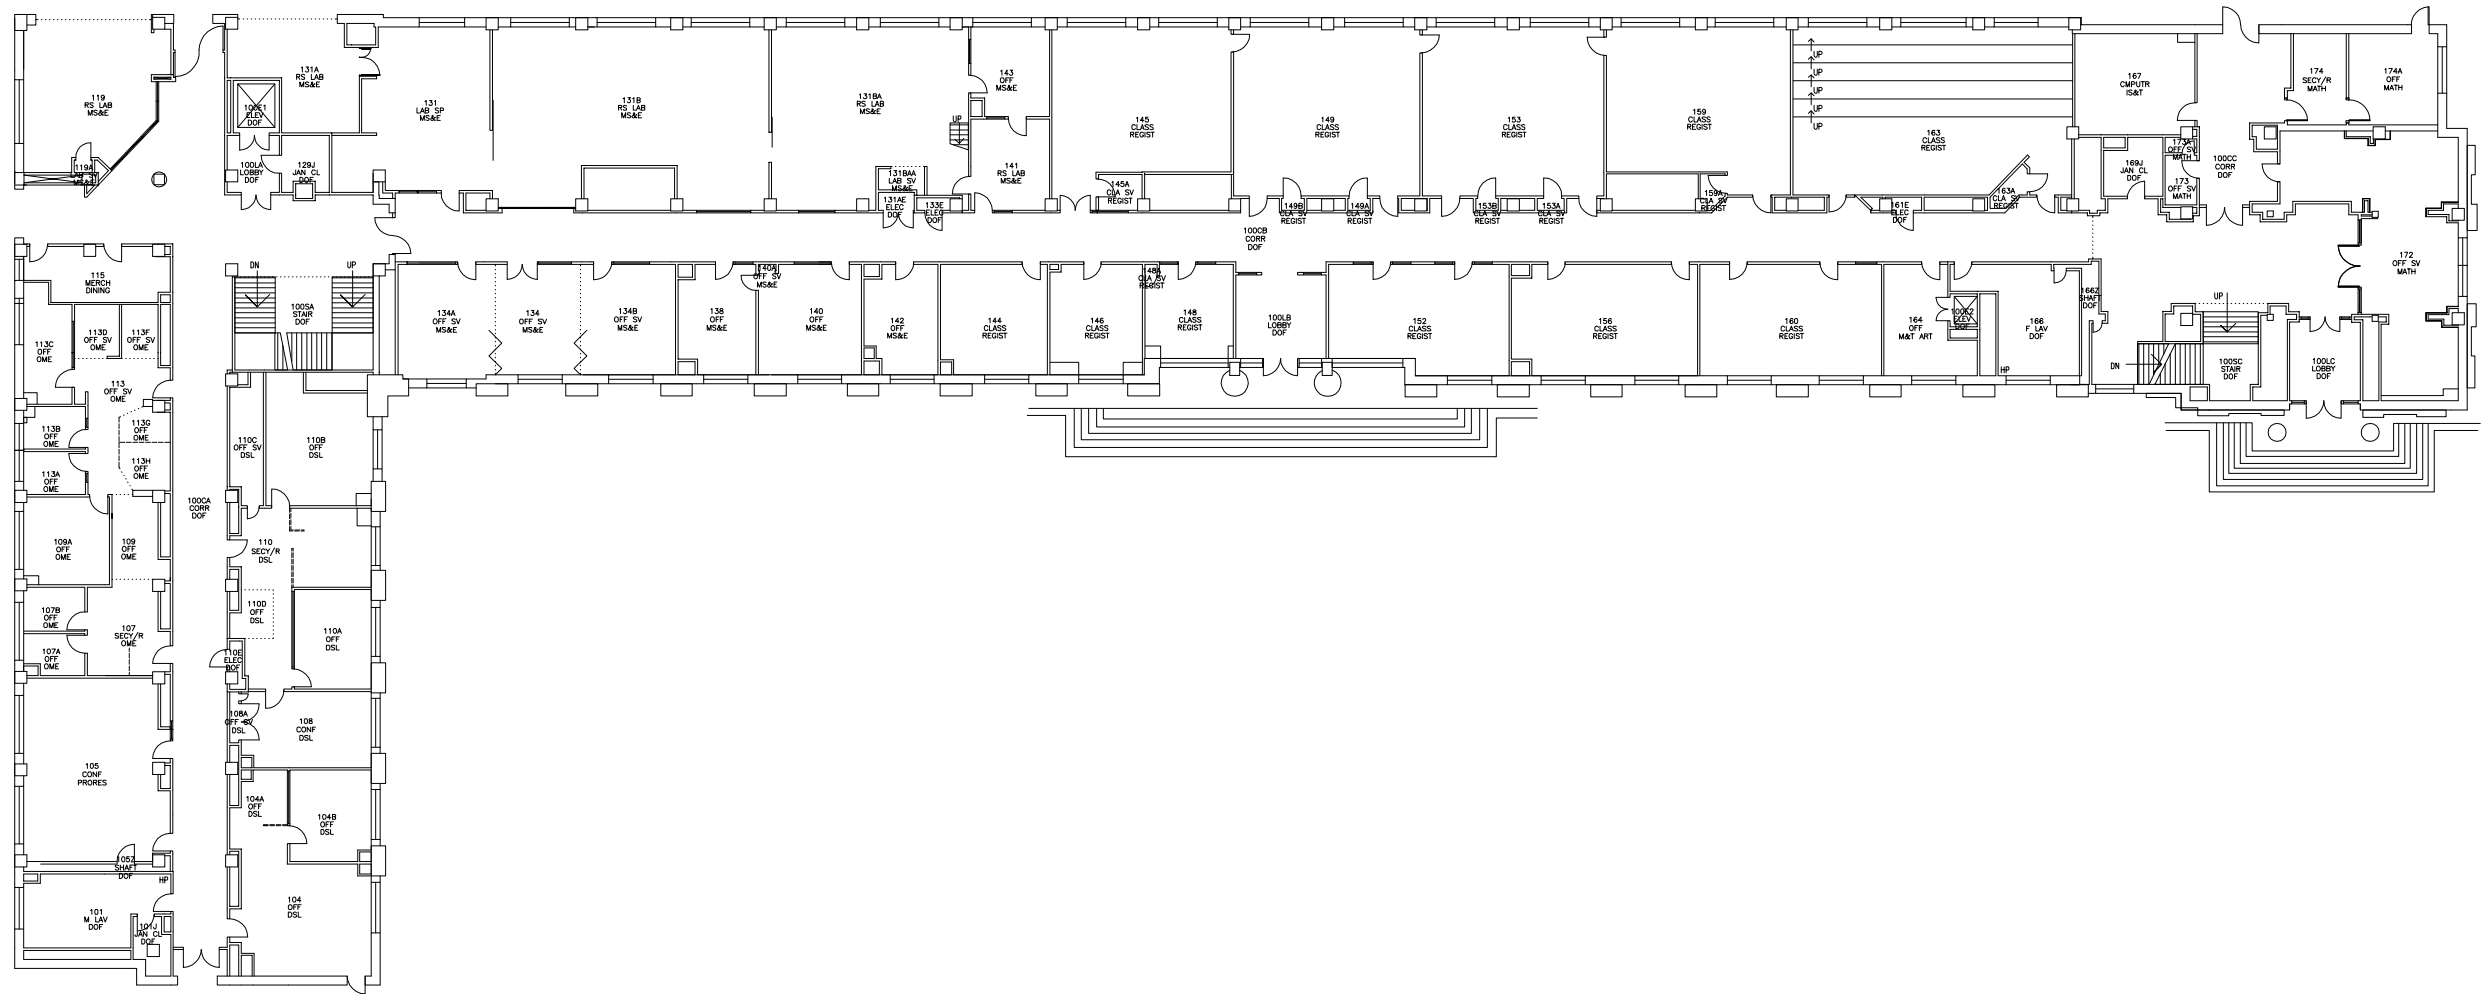 119
RS LAB
MS&E
119A
LAB SV
MS&E
131A
RS LAB
MS&E
100E1
ELEV
DOF
100LA
LOBBY
DOF
129J
JAN CL
DOF
131
LAB SP
MS&E
131B
RS LAB
MS&E
131BA
RS LAB
MS&E
UP
131BAA
LAB SV
MS&E
131AE
ELEC
DOF
133E
ELEC
DOF
143
OFF
MS&E
141
RS LAB
MS&E
145
CLASS
REGIST
145A
CLA SV
REGIST
149
CLASS
REGIST
149B
CLA SV
REGIST
149A
CLA SV
REGIST
153
CLASS
REGIST
153B
CLA SV
REGIST
153A
CLA SV
REGIST
159
CLASS
REGIST
159A
CLA SV
REGIST
UP
UP
UP
UP
UP
163
CLASS
REGIST
161E
ELEC
DOF
163A
CLA SV
REGIST
167
CMPUTR
IS&T
169J
JAN CL
DOF
173A
OFF SV
MATH
173
OFF SV
MATH
100CC
CORR
DOF
174
SECY/R
MATH
174A
OFF
MATH
172
OFF SV
MATH
100CB
CORR
DOF
115
MERCH
DINING
113C
OFF
OME
113D
OFF SV
OME
113F
OFF SV
OME
113
OFF SV
OME
113B
OFF
OME
113G
OFF
OME
113A
OFF
OME
113H
OFF
OME
109A
OFF
OME
109
OFF
OME
107B
OFF
OME
107
SECY/R
OME
107A
OFF
OME
105
CONF
PRORES
105Z
SHAFT
DOF
HP
101
M LAV
DOF
101J
JAN CL
DOF
100CA
CORR
DOF
DN
UP
100SA
STAIR
DOF
110C
OFF SV
DSL
110B
OFF
DSL
110
SECY/R
DSL
110D
OFF
DSL
110A
OFF
DSL
110E
ELEC
DOF
108A
OFF SV
DSL
108
CONF
DSL
104A
OFF
DSL
104B
OFF
DSL
104
OFF
DSL
134A
OFF SV
MS&E
134
OFF SV
MS&E
134B
OFF SV
MS&E
138
OFF
MS&E
140A
OFF SV
MS&E
140
OFF
MS&E
142
OFF
MS&E
144
CLASS
REGIST
146
CLASS
REGIST
148A
CLA SV
REGIST
148
CLASS
REGIST
100LB
LOBBY
DOF
152
CLASS
REGIST
156
CLASS
REGIST
160
CLASS
REGIST
164
OFF
M&T ART
100E2
ELEV
DOF
166
F LAV
DOF
HP
166Z
SHAFT
DOF
UP
DN
100SC
STAIR
DOF
100LC
LOBBY
DOF